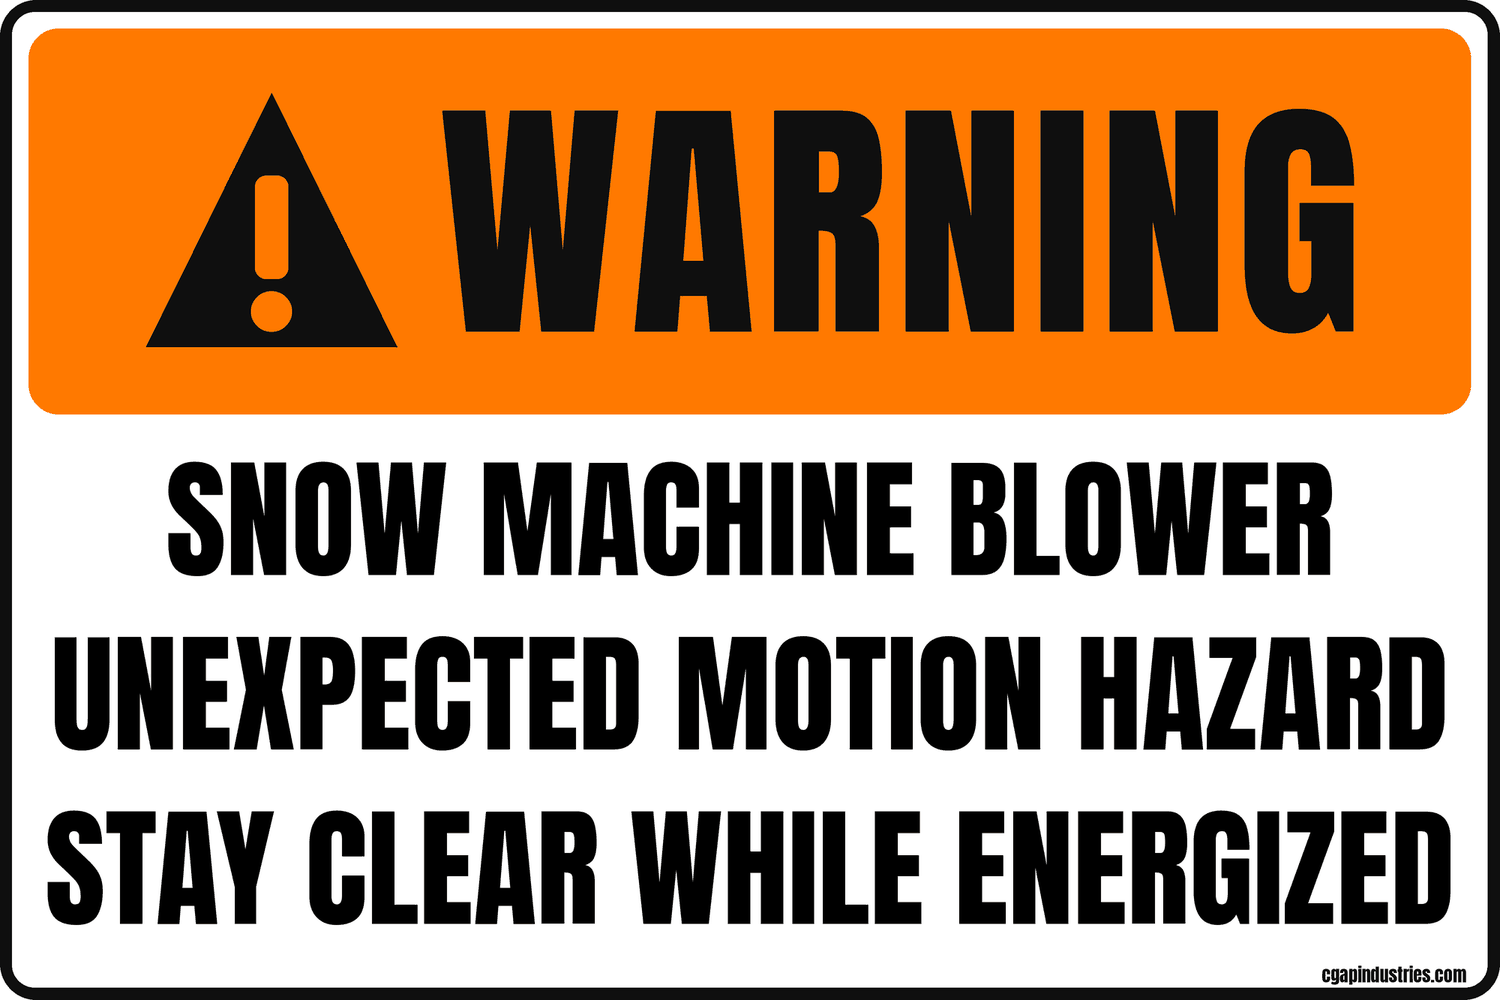 WARNING
SNOW MACHINE BLOWER
UNEXPECTED MOTION HAZARD
STAY CLEAR WHILE ENERGIZED
cgapindustries.com